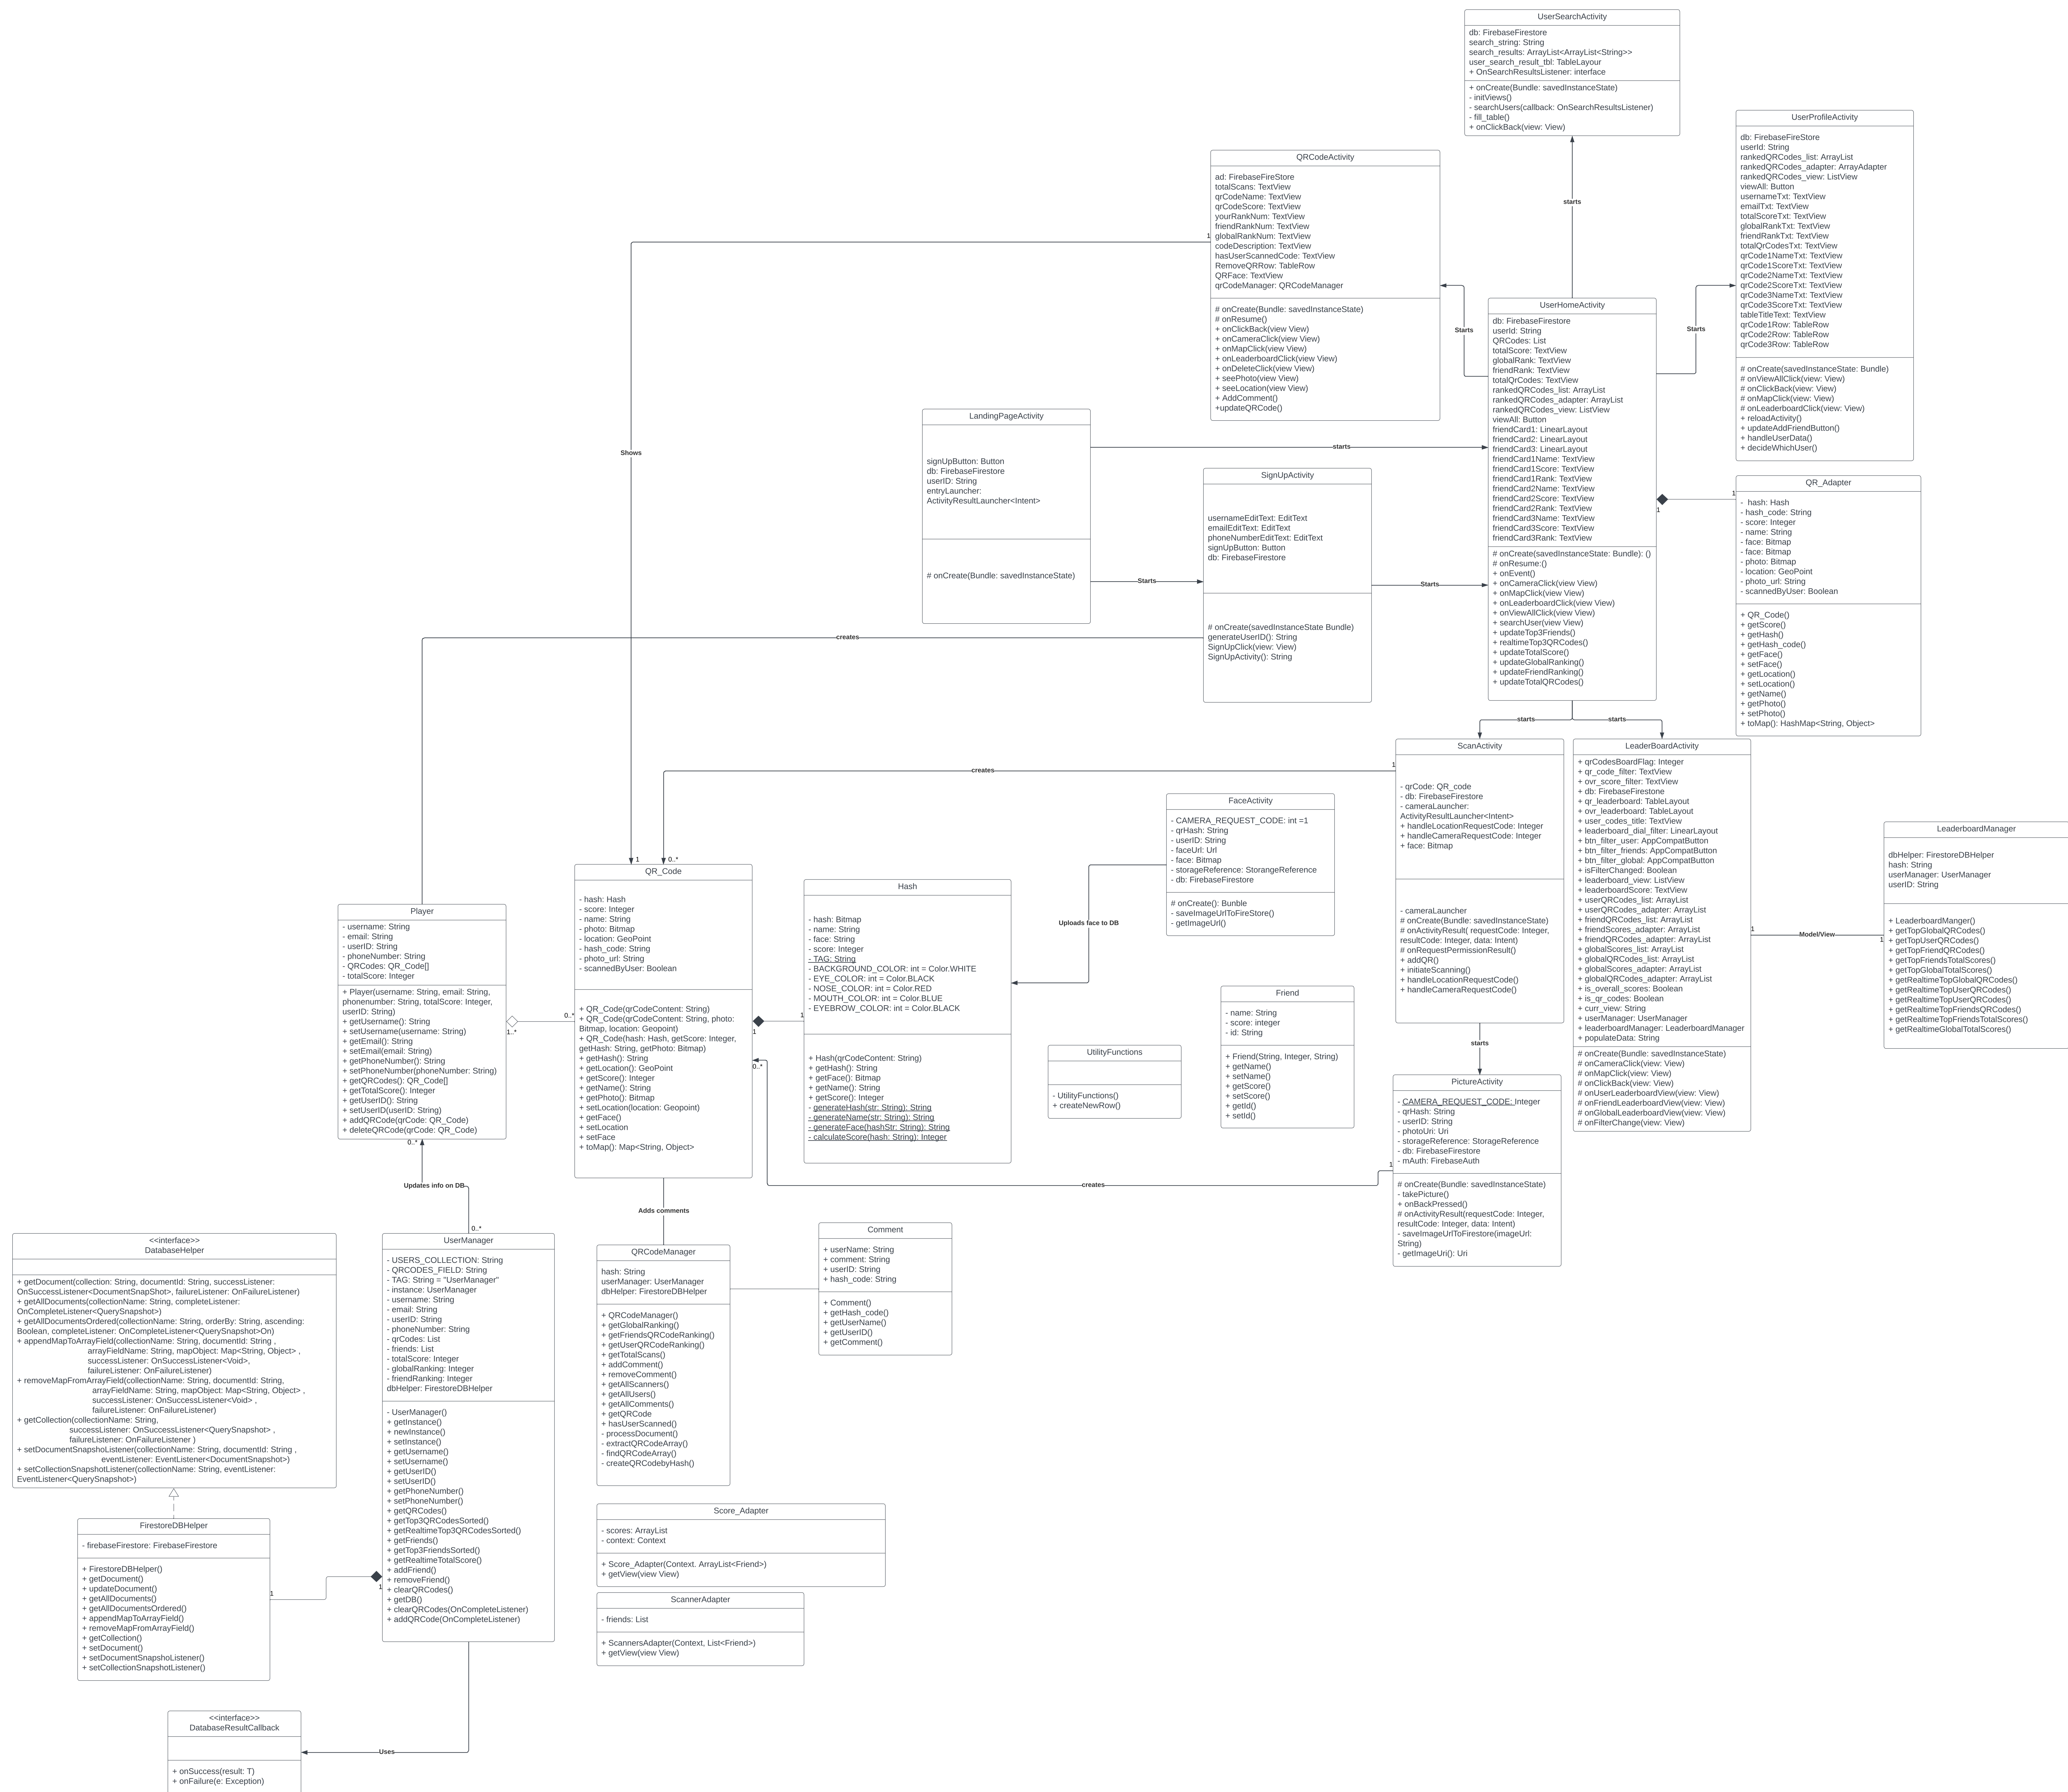 UserSearchActivity
db: FirebaseFirestore
search_string: String
search_results: ArrayList<ArrayList<String>>
user_search_result_tbl: TableLayour
+ OnSearchResultsListener: interface
+ onCreate(Bundle: savedInstanceState)
- initViews()
- searchUsers(callback: OnSearchResultsListener)
- fill_table()
+ onClickBack(view: View)
starts
UserProfileActivity
db: FirebaseFireStore
userId: String
rankedQRCodes_list: ArrayList
rankedQRCodes_adapter: ArrayAdapter
rankedQRCodes_view: ListView
viewAll: Button
usernameTxt: TextView
emailTxt: TextView
totalScoreTxt: TextView
globalRankTxt: TextView
friendRankTxt: TextView
totalQrCodesTxt: TextView
qrCode1NameTxt: TextView
qrCode1ScoreTxt: TextView
qrCode2NameTxt: TextView
qrCode2ScoreTxt: TextView
qrCode3NameTxt: TextView
qrCode3ScoreTxt: TextView
tableTitleText: TextView
qrCode1Row: TableRow
qrCode2Row: TableRow
qrCode3Row: TableRow
# onCreate(savedInstanceState: Bundle)
# onViewAllClick(view: View)
# onClickBack(view: View)
# onMapClick(view: View)
# onLeaderboardClick(view: View)
+ reloadActivity()
+ updateAddFriendButton()
+ handleUserData()
+ decideWhichUser()
QRCodeActivity
ad: FirebaseFireStore
totalScans: TextView
qrCodeName: TextView
qrCodeScore: TextView
yourRankNum: TextView
friendRankNum: TextView
globalRankNum: TextView
codeDescription: TextView
hasUserScannedCode: TextView
RemoveQRRow: TableRow
QRFace: TextView
qrCodeManager: QRCodeManager
# onCreate(Bundle: savedInstanceState)
# onResume()
+ onClickBack(view View)
+ onCameraClick(view: View)
+ onMapClick(view View)
+ onLeaderboardClick(view View)
+ onDeleteClick(view View)
+ seePhoto(view View)
+ seeLocation(view View)
+ AddComment()
+updateQRCode()
1
Shows
1
Starts
Starts
UserHomeActivity
db: FirebaseFirestore
userId: String
QRCodes: List
totalScore: TextView
globalRank: TextView
friendRank: TextView
totalQrCodes: TextView
rankedQRCodes_list: ArrayList
rankedQRCodes_adapter: ArrayList
rankedQRCodes_view: ListView
viewAll: Button
friendCard1: LinearLayout
friendCard2: LinearLayout
friendCard3: LinearLayout
friendCard1Name: TextView
friendCard1Score: TextView
friendCard1Rank: TextView
friendCard2Name: TextView
friendCard2Score: TextView
friendCard2Rank: TextView
friendCard3Name: TextView
friendCard3Score: TextView
friendCard3Rank: TextView
# onCreate(savedInstanceState: Bundle): ()
# onResume:()
+ onEvent()
+ onCameraClick(view View)
+ onMapClick(view View)
+ onLeaderboardClick(view View)
+ onViewAllClick(view View)
+ searchUser(view View)
+ updateTop3Friends()
+ realtimeTop3QRCodes()
+ updateTotalScore()
+ updateGlobalRanking()
+ updateFriendRanking()
+ updateTotalQRCodes()
1
1
QR_Adapter
- hash: Hash
- hash_code: String
- score: Integer
- name: String
- face: Bitmap
- face: Bitmap
- photo: Bitmap
- location: GeoPoint
- photo_url: String
- scannedByUser: Boolean
+ QR_Code()
+ getScore()
+ getHash()
+ getHash_code()
+ getFace()
+ setFace()
+ getLocation()
+ setLocation()
+ getName()
+ getPhoto()
+ setPhoto()
+ toMap(): HashMap<String, Object>
LandingPageActivity
signUpButton: Button
db: FirebaseFirestore
userID: String
entryLauncher:
ActivityResultLauncher<Intent>
# onCreate(Bundle: savedInstanceState)
starts
Starts
SignUpActivity
usernameEditText: EditText
emailEditText: EditText
phoneNumberEditText: EditText
signUpButton: Button
db: FirebaseFirestore
# onCreate(savedInstanceState Bundle)
generateUserID(): String
SignUpClick(view: View)
SignUpActivity(): String
Starts
creates
starts
starts
ScanActivity
- qrCode: QR_code
- db: FirebaseFirestore
- cameraLauncher:
ActivityResultLauncher<Intent>
+ handleLocationRequestCode: Integer
+ handleCameraRequestCode: Integer
+ face: Bitmap
- cameraLauncher
# onCreate(Bundle: savedInstanceState)
# onActivityResult( requestCode: Integer,
resultCode: Integer, data: Intent)
# onRequestPermissionResult()
+ addQR()
+ initiateScanning()
+ handleLocationRequestCode()
+ handleCameraRequestCode()
1
creates
0..*
starts
LeaderBoardActivity
+ qrCodesBoardFlag: Integer
+ qr_code_filter: TextView
+ ovr_score_filter: TextView
+ db: FirebaseFirestone
+ qr_leaderboard: TableLayout
+ ovr_leaderboard: TableLayout
+ user_codes_title: TextView
+ leaderboard_dial_filter: LinearLayout
+ btn_filter_user: AppCompatButton
+ btn_filter_friends: AppCompatButton
+ btn_filter_global: AppCompatButton
+ isFilterChanged: Boolean
+ leaderboard_view: ListView
+ leaderboardScore: TextView
+ userQRCodes_list: ArrayList
+ userQRCodes_adapter: ArrayList
+ friendQRCodes_list: ArrayList
+ friendScores_adapter: ArrayList
+ friendQRCodes_adapter: ArrayList
+ globalScores_list: ArrayList
+ globalQRCodes_list: ArrayList
+ globalScores_adapter: ArrayList
+ globalQRCodes_adapter: ArrayList
+ is_overall_scores: Boolean
+ is_qr_codes: Boolean
+ curr_view: String
+ userManager: UserManager
+ leaderboardManager: LeaderboardManager
+ populateData: String
# onCreate(Bundle: savedInstanceState)
# onCameraClick(view: View)
# onMapClick(view: View)
# onClickBack(view: View)
# onUserLeaderboardView(view: View)
# onFriendLeaderboardView(view: View)
# onGlobalLeaderboardView(view: View)
# onFilterChange(view: View)
1
Model/View
1
LeaderboardManager
dbHelper: FirestoreDBHelper
hash: String
userManager: UserManager
userID: String
+ LeaderboardManger()
+ getTopGlobalQRCodes()
+ getTopUserQRCodes()
+ getTopFriendQRCodes()
+ getTopFriendsTotalScores()
+ getTopGlobalTotalScores()
+ getRealtimeTopGlobalQRCodes()
+ getRealtimeTopUserQRCodes()
+ getRealtimeTopUserQRCodes()
+ getRealtimeTopFriendsQRCodes()
+ getRealtimeTopFriendsTotalScores()
+ getRealtimeGlobalTotalScores()
FaceActivity
- CAMERA_REQUEST_CODE: int =1
- qrHash: String
- userID: String
- faceUrl: Url
- face: Bitmap
- storageReference: StorangeReference
- db: FirebaseFirestore
# onCreate(): Bunble
- saveImageUrlToFireStore()
- getImageUrl()
Uploads face to DB
Player
- username: String
- email: String
- userID: String
- phoneNumber: String
- QRCodes: QR_Code[]
- totalScore: Integer
+ Player(username: String, email: String,
phonenumber: String, totalScore: Integer,
userID: String)
+ getUsername(): String
+ setUsername(username: String)
+ getEmail(): String
+ setEmail(email: String)
+ getPhoneNumber(): String
+ setPhoneNumber(phoneNumber: String)
+ getQRCodes(): QR_Code[]
+ getTotalScore(): Integer
+ getUserID(): String
+ setUserID(userID: String)
+ addQRCode(qrCode: QR_Code)
+ deleteQRCode(qrCode: QR_Code)
1..*
0..*
QR_Code
- hash: Hash
- score: Integer
- name: String
- photo: Bitmap
- location: GeoPoint
- hash_code: String
- photo_url: String
- scannedByUser: Boolean
+ QR_Code(qrCodeContent: String)
+ QR_Code(qrCodeContent: String, photo:
Bitmap, location: Geopoint)
+ QR_Code(hash: Hash, getScore: Integer,
getHash: String, getPhoto: Bitmap)
+ getHash(): String
+ getLocation(): GeoPoint
+ getScore(): Integer
+ getName(): String
+ getPhoto(): Bitmap
+ setLocation(location: Geopoint)
+ getFace()
+ setLocation
+ setFace
+ toMap(): Map<String, Object>
1
1
0..*
Hash
- hash: Bitmap
- name: String
- face: String
- score: Integer
- TAG: String
- BACKGROUND_COLOR: int = Color.WHITE
- EYE_COLOR: int = Color.BLACK
- NOSE_COLOR: int = Color.RED
- MOUTH_COLOR: int = Color.BLUE
- EYEBROW_COLOR: int = Color.BLACK
+ Hash(qrCodeContent: String)
+ getHash(): String
+ getFace(): Bitmap
+ getName(): String
+ getScore(): Integer
- generateHash(str: String): String
- generateName(str: String): String
- generateFace(hashStr: String): String
- calculateScore(hash: String): Integer
UtilityFunctions
- UtilityFunctions()
+ createNewRow()
Friend
- name: String
- score: integer
- id: String
+ Friend(String, Integer, String)
+ getName()
+ setName()
+ getScore()
+ setScore()
+ getId()
+ setId()
PictureActivity
- CAMERA_REQUEST_CODE: Integer
- qrHash: String
- userID: String
- photoUri: Uri
- storageReference: StorageReference
- db: FirebaseFirestore
- mAuth: FirebaseAuth
# onCreate(Bundle: savedInstanceState)
- takePicture()
+ onBackPressed()
# onActivityResult(requestCode: Integer,
resultCode: Integer, data: Intent)
- saveImageUrlToFirestore(imageUrl:
String)
- getImageUri(): Uri
1
creates
0..*
Updates info on DB
0..*
Adds comments
<<interface>>
DatabaseHelper
+ getDocument(collection: String, documentId: String, successListener:
OnSuccessListener<DocumentSnapShot>, failureListener: OnFailureListener)
+ getAllDocuments(collectionName: String, completeListener:
OnCompleteListener<QuerySnapshot>)
+ getAllDocumentsOrdered(collectionName: String, orderBy: String, ascending:
Boolean, completeListener: OnCompleteListener<QuerySnapshot>On)
+ appendMapToArrayField(collectionName: String, documentId: String ,
arrayFieldName: String, mapObject: Map<String, Object> ,
successListener: OnSuccessListener<Void>,
failureListener: OnFailureListener)
+ removeMapFromArrayField(collectionName: String, documentId: String,
arrayFieldName: String, mapObject: Map<String, Object> ,
successListener: OnSuccessListener<Void> ,
failureListener: OnFailureListener)
+ getCollection(collectionName: String,
successListener: OnSuccessListener<QuerySnapshot> ,
failureListener: OnFailureListener )
+ setDocumentSnapshoListener(collectionName: String, documentId: String ,
eventListener: EventListener<DocumentSnapshot>)
+ setCollectionSnapshotListener(collectionName: String, eventListener:
EventListener<QuerySnapshot>)
UserManager
- USERS_COLLECTION: String
- QRCODES_FIELD: String
- TAG: String = "UserManager"
- instance: UserManager
- username: String
- email: String
- userID: String
- phoneNumber: String
- qrCodes: List
- friends: List
- totalScore: Integer
- globalRanking: Integer
- friendRanking: Integer
dbHelper: FirestoreDBHelper
- UserManager()
+ getInstance()
+ newInstance()
+ setInstance()
+ getUsername()
+ setUsername()
+ getUserID()
+ setUserID()
+ getPhoneNumber()
+ setPhoneNumber()
+ getQRCodes()
+ getTop3QRCodesSorted()
+ getRealtimeTop3QRCodesSorted()
+ getFriends()
+ getTop3FriendsSorted()
+ getRealtimeTotalScore()
+ addFriend()
+ removeFriend()
+ clearQRCodes()
+ getDB()
+ clearQRCodes(OnCompleteListener)
+ addQRCode(OnCompleteListener)
QRCodeManager
hash: String
userManager: UserManager
dbHelper: FirestoreDBHelper
+ QRCodeManager()
+ getGlobalRanking()
+ getFriendsQRCodeRanking()
+ getUserQRCodeRanking()
+ getTotalScans()
+ addComment()
+ removeComment()
+ getAllScanners()
+ getAllUsers()
+ getAllComments()
+ getQRCode
+ hasUserScanned()
- processDocument()
- extractQRCodeArray()
- findQRCodeArray()
- createQRCodebyHash()
Comment
+ userName: String
+ comment: String
+ userID: String
+ hash_code: String
+ Comment()
+ getHash_code()
+ getUserName()
+ getUserID()
+ getComment()
FirestoreDBHelper
- firebaseFirestore: FirebaseFirestore
+ FirestoreDBHelper()
+ getDocument()
+ updateDocument()
+ getAllDocuments()
+ getAllDocumentsOrdered()
+ appendMapToArrayField()
+ removeMapFromArrayField()
+ getCollection()
+ setDocument()
+ setDocumentSnapshoListener()
+ setCollectionSnapshotListener()
1
1
Score_Adapter
- scores: ArrayList
- context: Context
+ Score_Adapter(Context. ArrayList<Friend>)
+ getView(view View)
ScannerAdapter
- friends: List
+ ScannersAdapter(Context, List<Friend>)
+ getView(view View)
<<interface>>
DatabaseResultCallback
+ onSuccess(result: T)
+ onFailure(e: Exception)
Uses